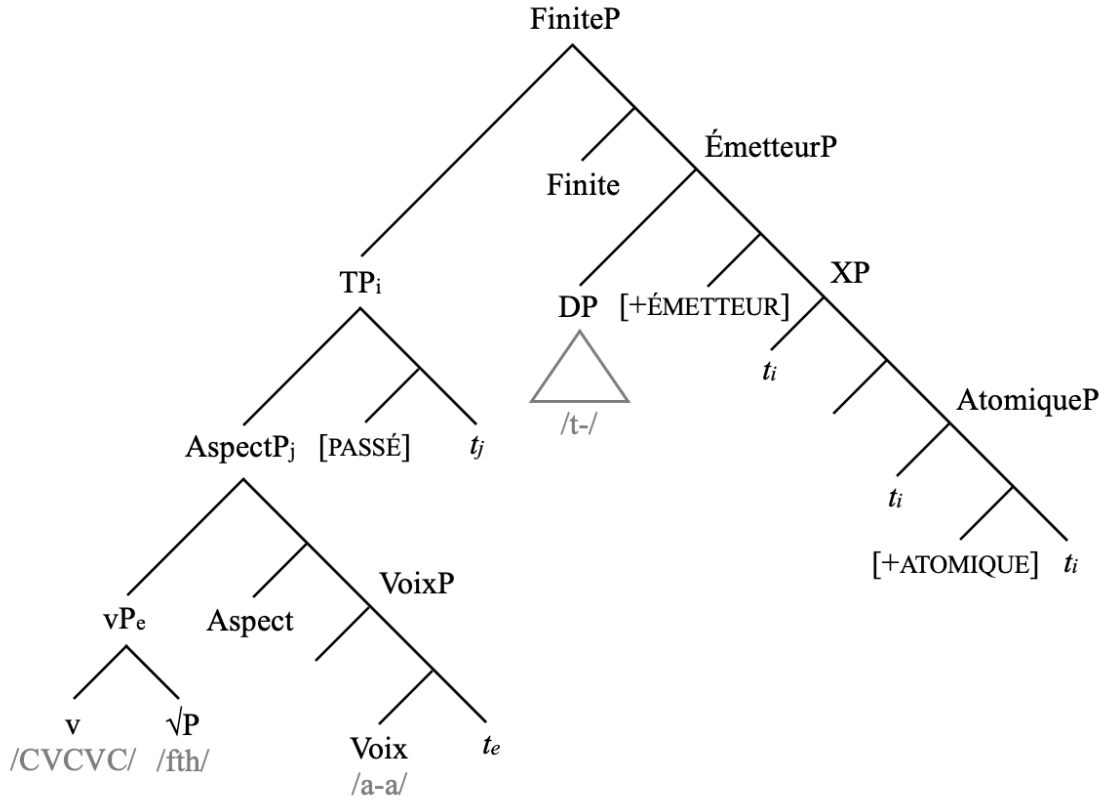 FiniteP
ÉmetteurP
Finite
XP
TPi
DP [+ÉMETTEUR]
ti
AtomiqueP
/t-/
AspectPj [PASSÉ] tj
ti
[+ATOMIQUE] ti
VoixP
vPe Aspect
v √P
/CVCVC/ /fth/
Voix te
/a-a/